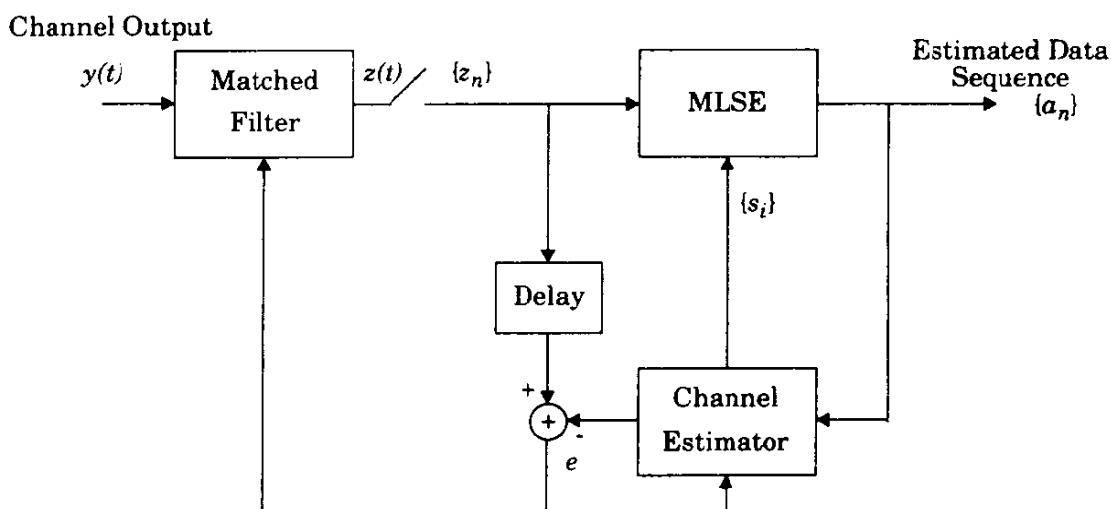 Channel Output
y(t)
Matched
Filter
z(t)
{z_n}
MLSE
Estimated Data
Sequence
{a_n}
{s_i}
Delay
+
+
-
e
Channel
Estimator